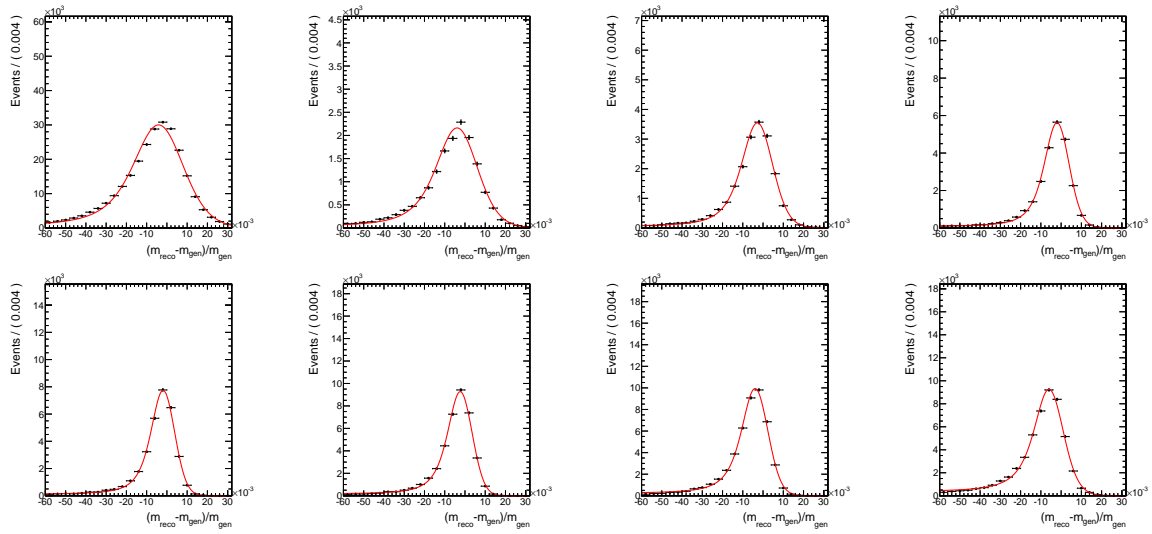 ×10³ ×10³ ×10³ ×10³
Events / ( 0.004 ) Events / ( 0.004 ) Events / ( 0.004 ) Events / ( 0.004 )
60 4.5 7 10
50 4 6 8
40 3.5 5 6
30 3 4 4
20 2.5 3 2
10 2 2 0
0 1.5 1
1 0
0.5
0
-60 -50 -40 -30 -20 -10 0 10 20 30 ×10⁻³ -60 -50 -40 -30 -20 -10 0 10 20 30 ×10⁻³ -60 -50 -40 -30 -20 -10 0 10 20 30 ×10⁻³ -60 -50 -40 -30 -20 -10 0 10 20 30 ×10⁻³
(m_reco-m_gen)/m_gen (m_reco-m_gen)/m_gen (m_reco-m_gen)/m_gen (m_reco-m_gen)/m_gen
×10³ ×10³ ×10³ ×10³
Events / ( 0.004 ) Events / ( 0.004 ) Events / ( 0.004 ) Events / ( 0.004 )
14 18 18 18
12 16 16 16
10 14 14 14
8 12 12 12
6 10 10 10
4 8 8 8
2 6 6 6
0 4 4 4
2 2 2
0 0 0
-60 -50 -40 -30 -20 -10 0 10 20 30 ×10⁻³ -60 -50 -40 -30 -20 -10 0 10 20 30 ×10⁻³ -60 -50 -40 -30 -20 -10 0 10 20 30 ×10⁻³ -60 -50 -40 -30 -20 -10 0 10 20 30 ×10⁻³
(m_reco-m_gen)/m_gen (m_reco-m_gen)/m_gen (m_reco-m_gen)/m_gen (m_reco-m_gen)/m_gen